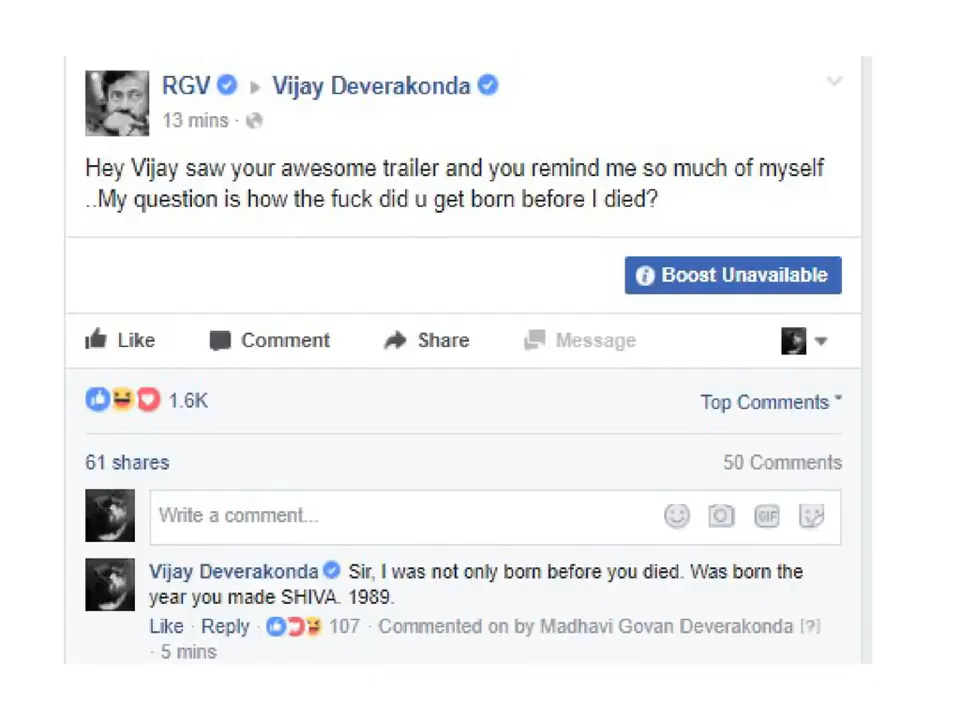 RGV ▸ Vijay Deverakonda
13 mins ·
Hey Vijay saw your awesome trailer and you remind me so much of myself
..My question is how the fuck did u get born before I died?
Boost Unavailable
Like Comment Share Message
1.6K Top Comments
61 shares 50 Comments
Write a comment... GIF
Vijay Deverakonda Sir, I was not only born before you died. Was born the
year you made SHIVA. 1989.
Like · Reply · 107 · Commented on by Madhavi Govan Deverakonda [?]
· 5 mins